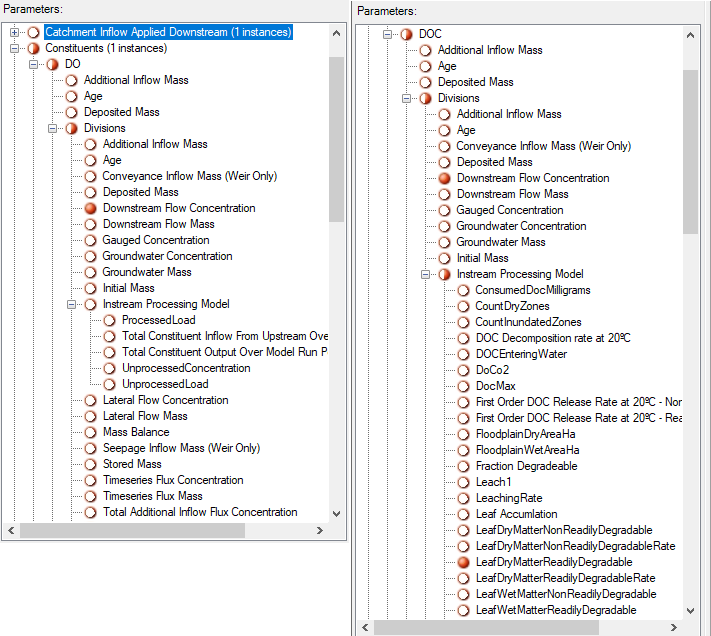 Parameters:
Catchment Inflow Applied Downstream (1 instances)
Constituents (1 instances)
DO
Additional Inflow Mass
Age
Deposited Mass
Divisions
Additional Inflow Mass
Age
Conveyance Inflow Mass (Weir Only)
Deposited Mass
Downstream Flow Concentration
Downstream Flow Mass
Gauged Concentration
Groundwater Concentration
Groundwater Mass
Initial Mass
Instream Processing Model
ProcessedLoad
Total Constituent Inflow From Upstream Ove
Total Constituent Output Over Model Run P
UnprocessedConcentration
UnprocessedLoad
Lateral Flow Concentration
Lateral Flow Mass
Mass Balance
Seepage Inflow Mass (Weir Only)
Stored Mass
Timeseries Flux Concentration
Timeseries Flux Mass
Total Additional Inflow Flux Concentration
Parameters:
DOC
Additional Inflow Mass
Age
Deposited Mass
Divisions
Additional Inflow Mass
Age
Conveyance Inflow Mass (Weir Only)
Deposited Mass
Downstream Flow Concentration
Downstream Flow Mass
Gauged Concentration
Groundwater Concentration
Groundwater Mass
Initial Mass
Instream Processing Model
ConsumedDocMilligrams
CountDryZones
CountInundatedZones
DOC Decomposition rate at 20ºC
DOCEnteringWater
DoCo2
DocMax
First Order DOC Release Rate at 20ºC - Nor
First Order DOC Release Rate at 20ºC - Rea
FloodplainDryAreaHa
FloodplainWetAreaHa
Fraction Degradeable
Leach1
LeachingRate
Leaf Accumlation
LeafDryMatterNonReadilyDegradable
LeafDryMatterNonReadilyDegradableRate
LeafDryMatterReadilyDegradable
LeafDryMatterReadilyDegradableRate
LeafWetMatterNonReadilyDegradable
LeafWetMatterReadilyDegradable